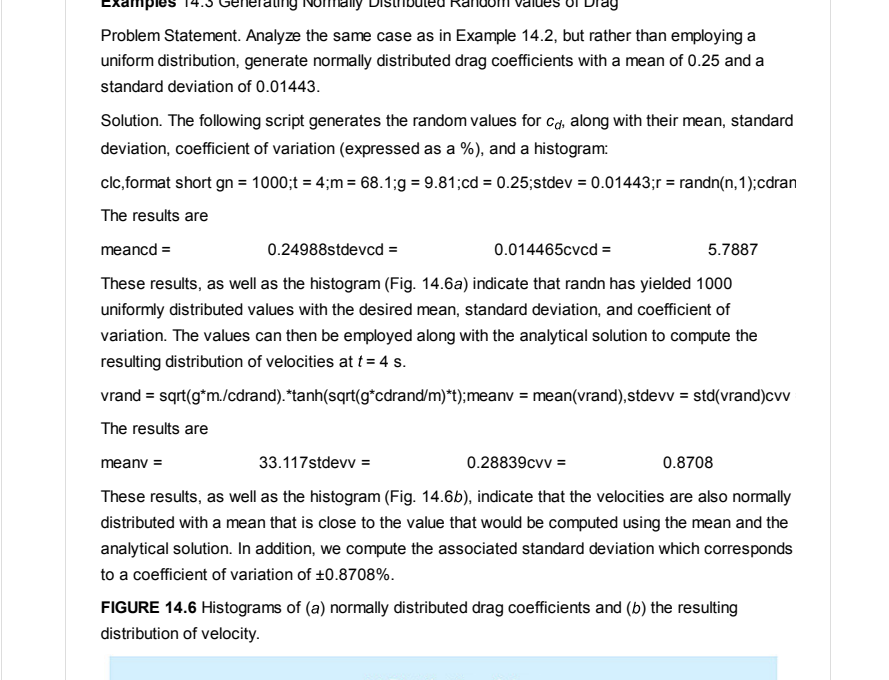 Examples 14.3 Generating Normally Distributed Random Values of Drag
Problem Statement. Analyze the same case as in Example 14.2, but rather than employing a
uniform distribution, generate normally distributed drag coefficients with a mean of 0.25 and a
standard deviation of 0.01443.
Solution. The following script generates the random values for cd, along with their mean, standard
deviation, coefficient of variation (expressed as a %), and a histogram:
clc,format short gn = 1000;t = 4;m = 68.1;g = 9.81;cd = 0.25;stdev = 0.01443;r = randn(n,1);cdran
The results are
meancd = 0.24988stdevcd = 0.014465cvcd = 5.7887
These results, as well as the histogram (Fig. 14.6a) indicate that randn has yielded 1000
uniformly distributed values with the desired mean, standard deviation, and coefficient of
variation. The values can then be employed along with the analytical solution to compute the
resulting distribution of velocities at t = 4 s.
vrand = sqrt(g*m./cdrand).*tanh(sqrt(g*cdrand/m)*t);meanv = mean(vrand),stdevv = std(vrand)cvv
The results are
meanv = 33.117stdevv = 0.28839cvv = 0.8708
These results, as well as the histogram (Fig. 14.6b), indicate that the velocities are also normally
distributed with a mean that is close to the value that would be computed using the mean and the
analytical solution. In addition, we compute the associated standard deviation which corresponds
to a coefficient of variation of ±0.8708%.
FIGURE 14.6 Histograms of (a) normally distributed drag coefficients and (b) the resulting
distribution of velocity.